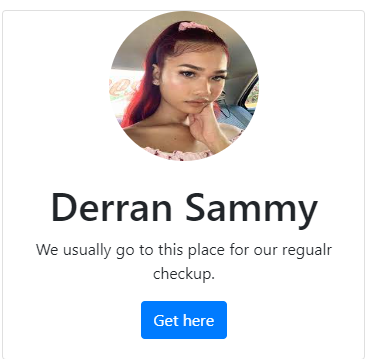 Derran Sammy
We usually go to this place for our regualr
checkup.
Get here